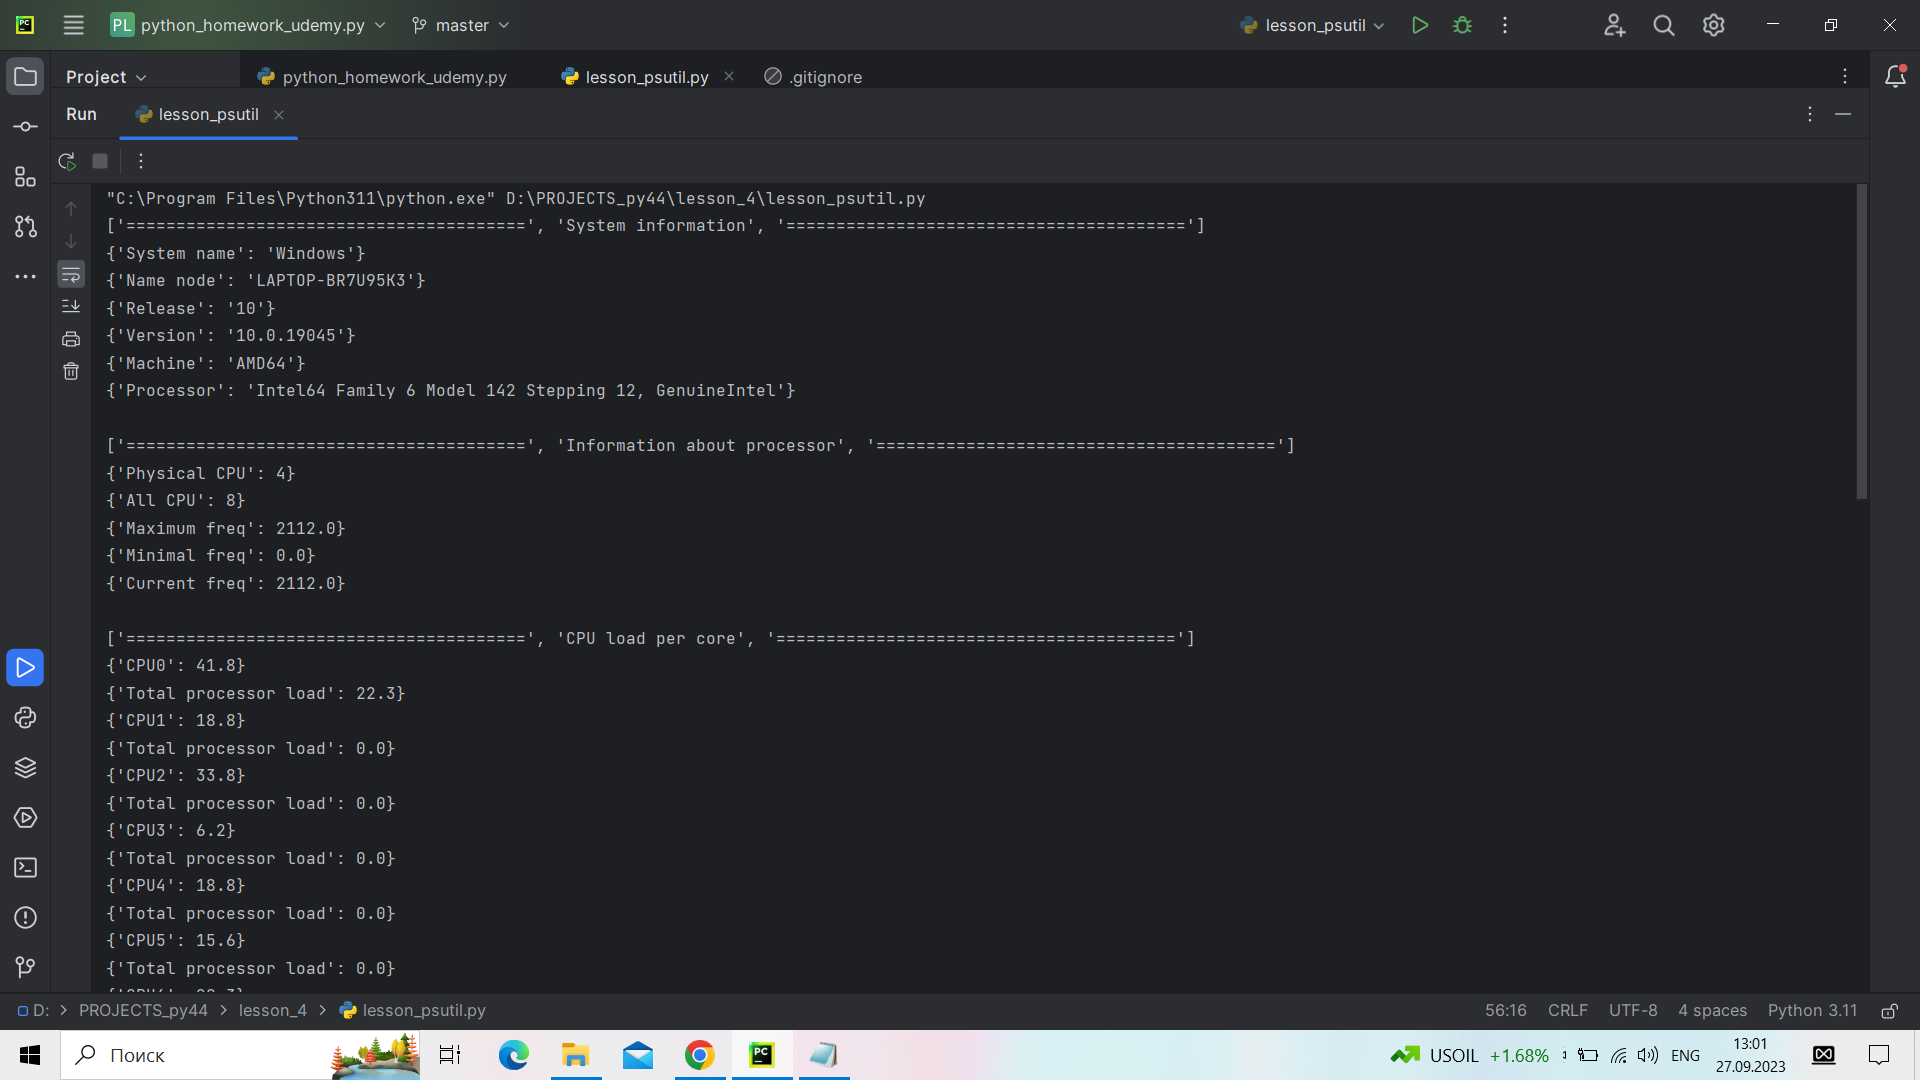 PC
PL python_homework_udemy.py master lesson_psutil
Project python_homework_udemy.py lesson_psutil.py .gitignore
Run lesson_psutil
"C:\Program Files\Python311\python.exe" D:\PROJECTS_py44\lesson_4\lesson_psutil.py
['========================================', 'System information', '========================================']
{'System name': 'Windows'}
{'Name node': 'LAPTOP-BR7U95K3'}
{'Release': '10'}
{'Version': '10.0.19045'}
{'Machine': 'AMD64'}
{'Processor': 'Intel64 Family 6 Model 142 Stepping 12, GenuineIntel'}
['========================================', 'Information about processor', '========================================']
{'Physical CPU': 4}
{'All CPU': 8}
{'Maximum freq': 2112.0}
{'Minimal freq': 0.0}
{'Current freq': 2112.0}
['========================================', 'CPU load per core', '========================================']
{'CPU0': 41.8}
{'Total processor load': 22.3}
{'CPU1': 18.8}
{'Total processor load': 0.0}
{'CPU2': 33.8}
{'Total processor load': 0.0}
{'CPU3': 6.2}
{'Total processor load': 0.0}
{'CPU4': 18.8}
{'Total processor load': 0.0}
{'CPU5': 15.6}
{'Total processor load': 0.0}
D: > PROJECTS_py44 > lesson_4 > lesson_psutil.py 56:16 CRLF UTF-8 4 spaces Python 3.11
Поиск PC USOIL +1.68% ENG 13:01
27.09.2023